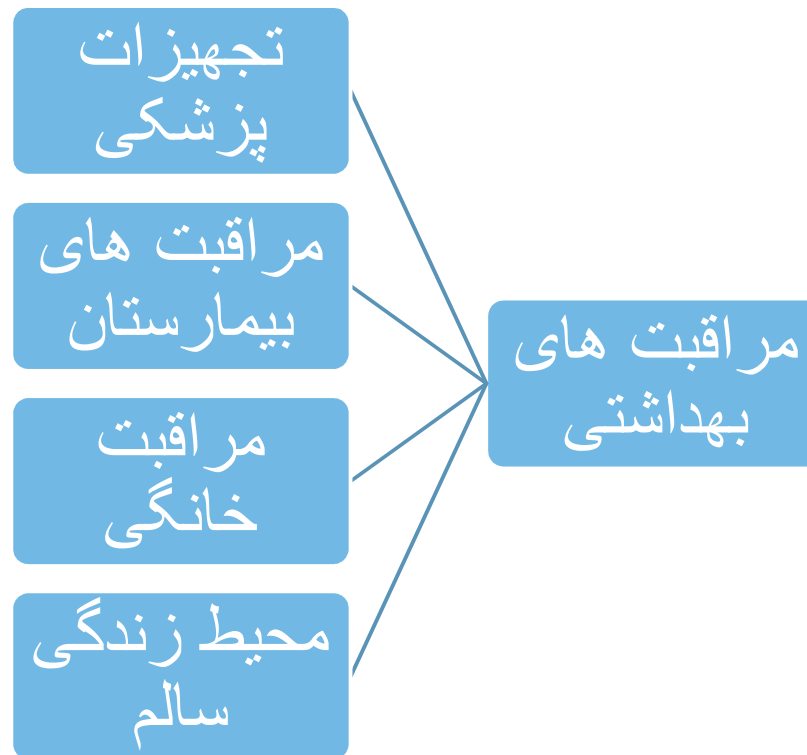 مراقبت های
بهداشتی
تجهیزات
پزشکی
مراقبت های
بیمارستان
مراقبت
خانگی
محیط زندگی
سالم